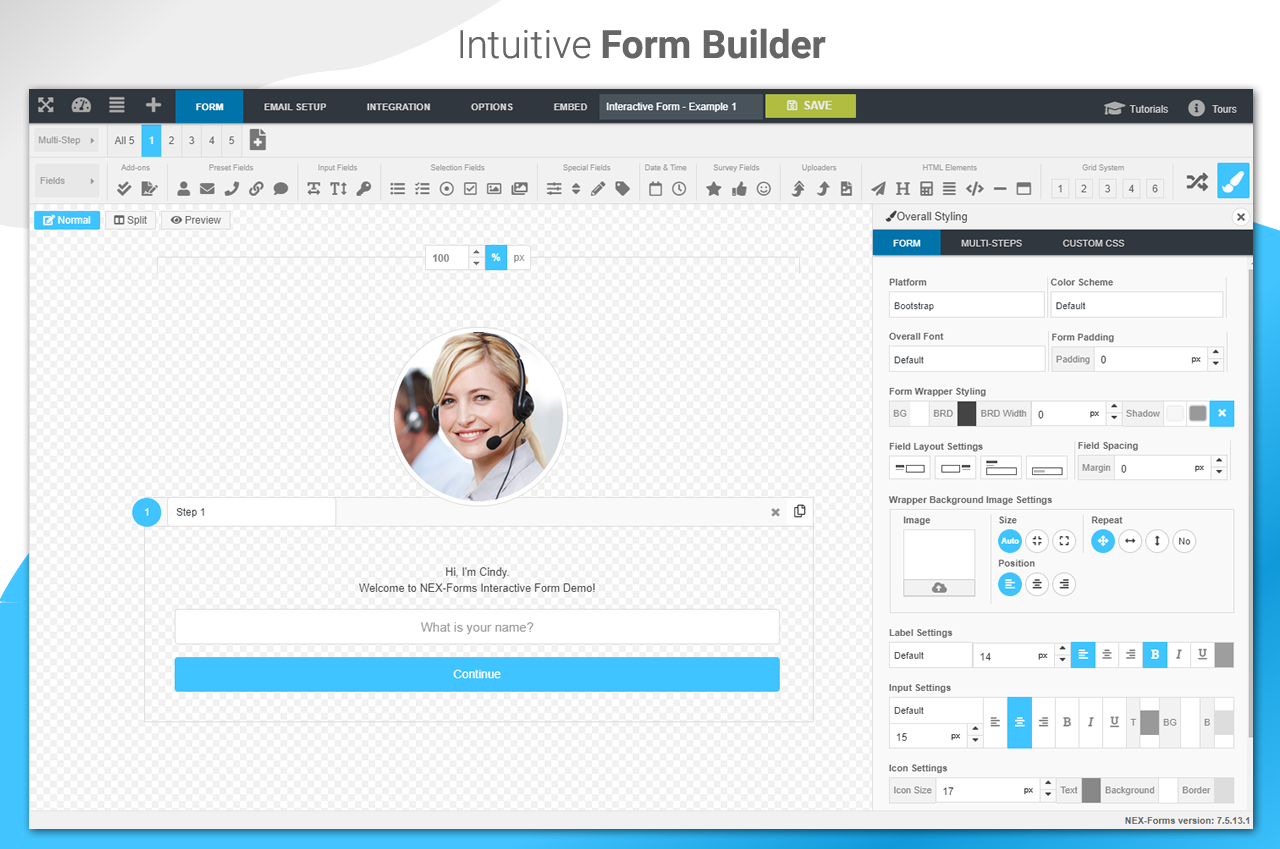 Intuitive Form Builder
FORM EMAIL SETUP INTEGRATION OPTIONS EMBED Interactive Form - Example 1 SAVE Tutorials Tours
Multi-Step All 5 1 2 3 4 5
Add-ons Preset Fields Input Fields Selection Fields Special Fields Date & Time Survey Fields Uploaders HTML Elements Grid System
Fields 1 2 3 4 6
Normal Split Preview
100 % px
1 Step 1
Hi, I'm Cindy.
Welcome to NEX-Forms Interactive Form Demo!
What is your name?
Continue
Overall Styling
FORM MULTI-STEPS CUSTOM CSS
Platform Color Scheme
Bootstrap Default
Overall Font Form Padding
Default Padding 0 px
Form Wrapper Styling
BG BRD BRD Width 0 px Shadow
Field Layout Settings Field Spacing
Margin 0 px
Wrapper Background Image Settings
Image Size Repeat
Auto No
Position
Label Settings
Default 14 px B I U
Input Settings
Default
15 px B I U T BG B
Icon Settings
Icon Size 17 px Text Background Border
NEX-Forms version: 7.5.13.1